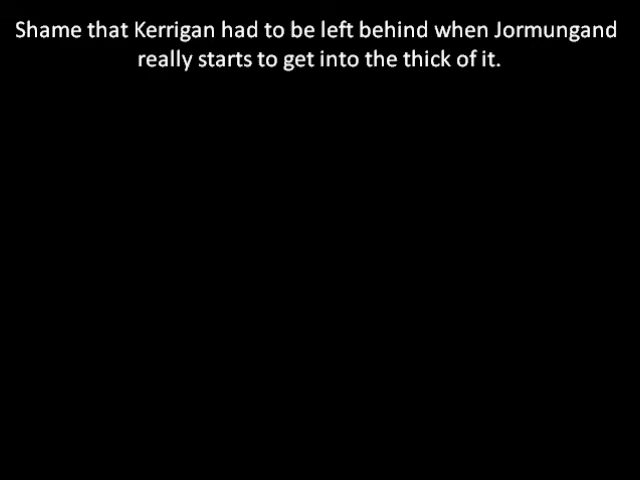 Shame that Kerrigan had to be left behind when Jormungand
really starts to get into the thick of it.